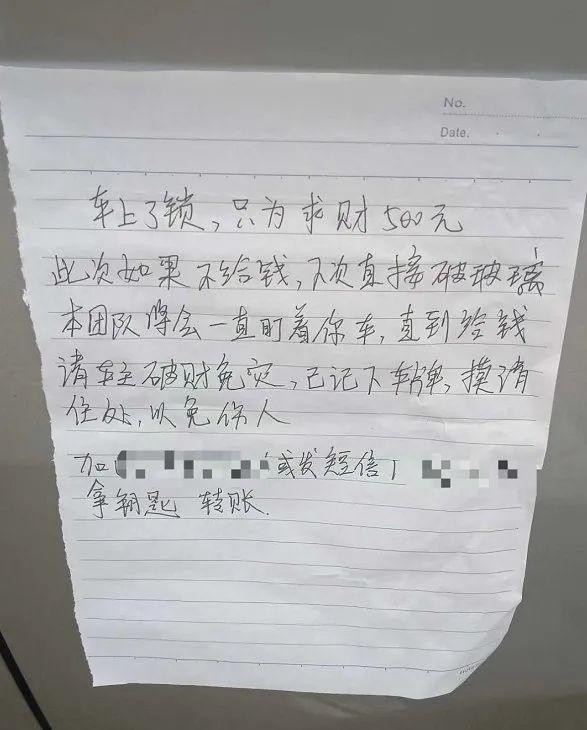 No.
Date.
车上了锁,只为求财500元
此次如果不给钱,下次直接破玻璃
本团队将会一直盯着你车,直到给钱
请车主破财免灾,已记下车牌,摸清
住处,以免伤人
加 或发短信
拿钥匙 转账.